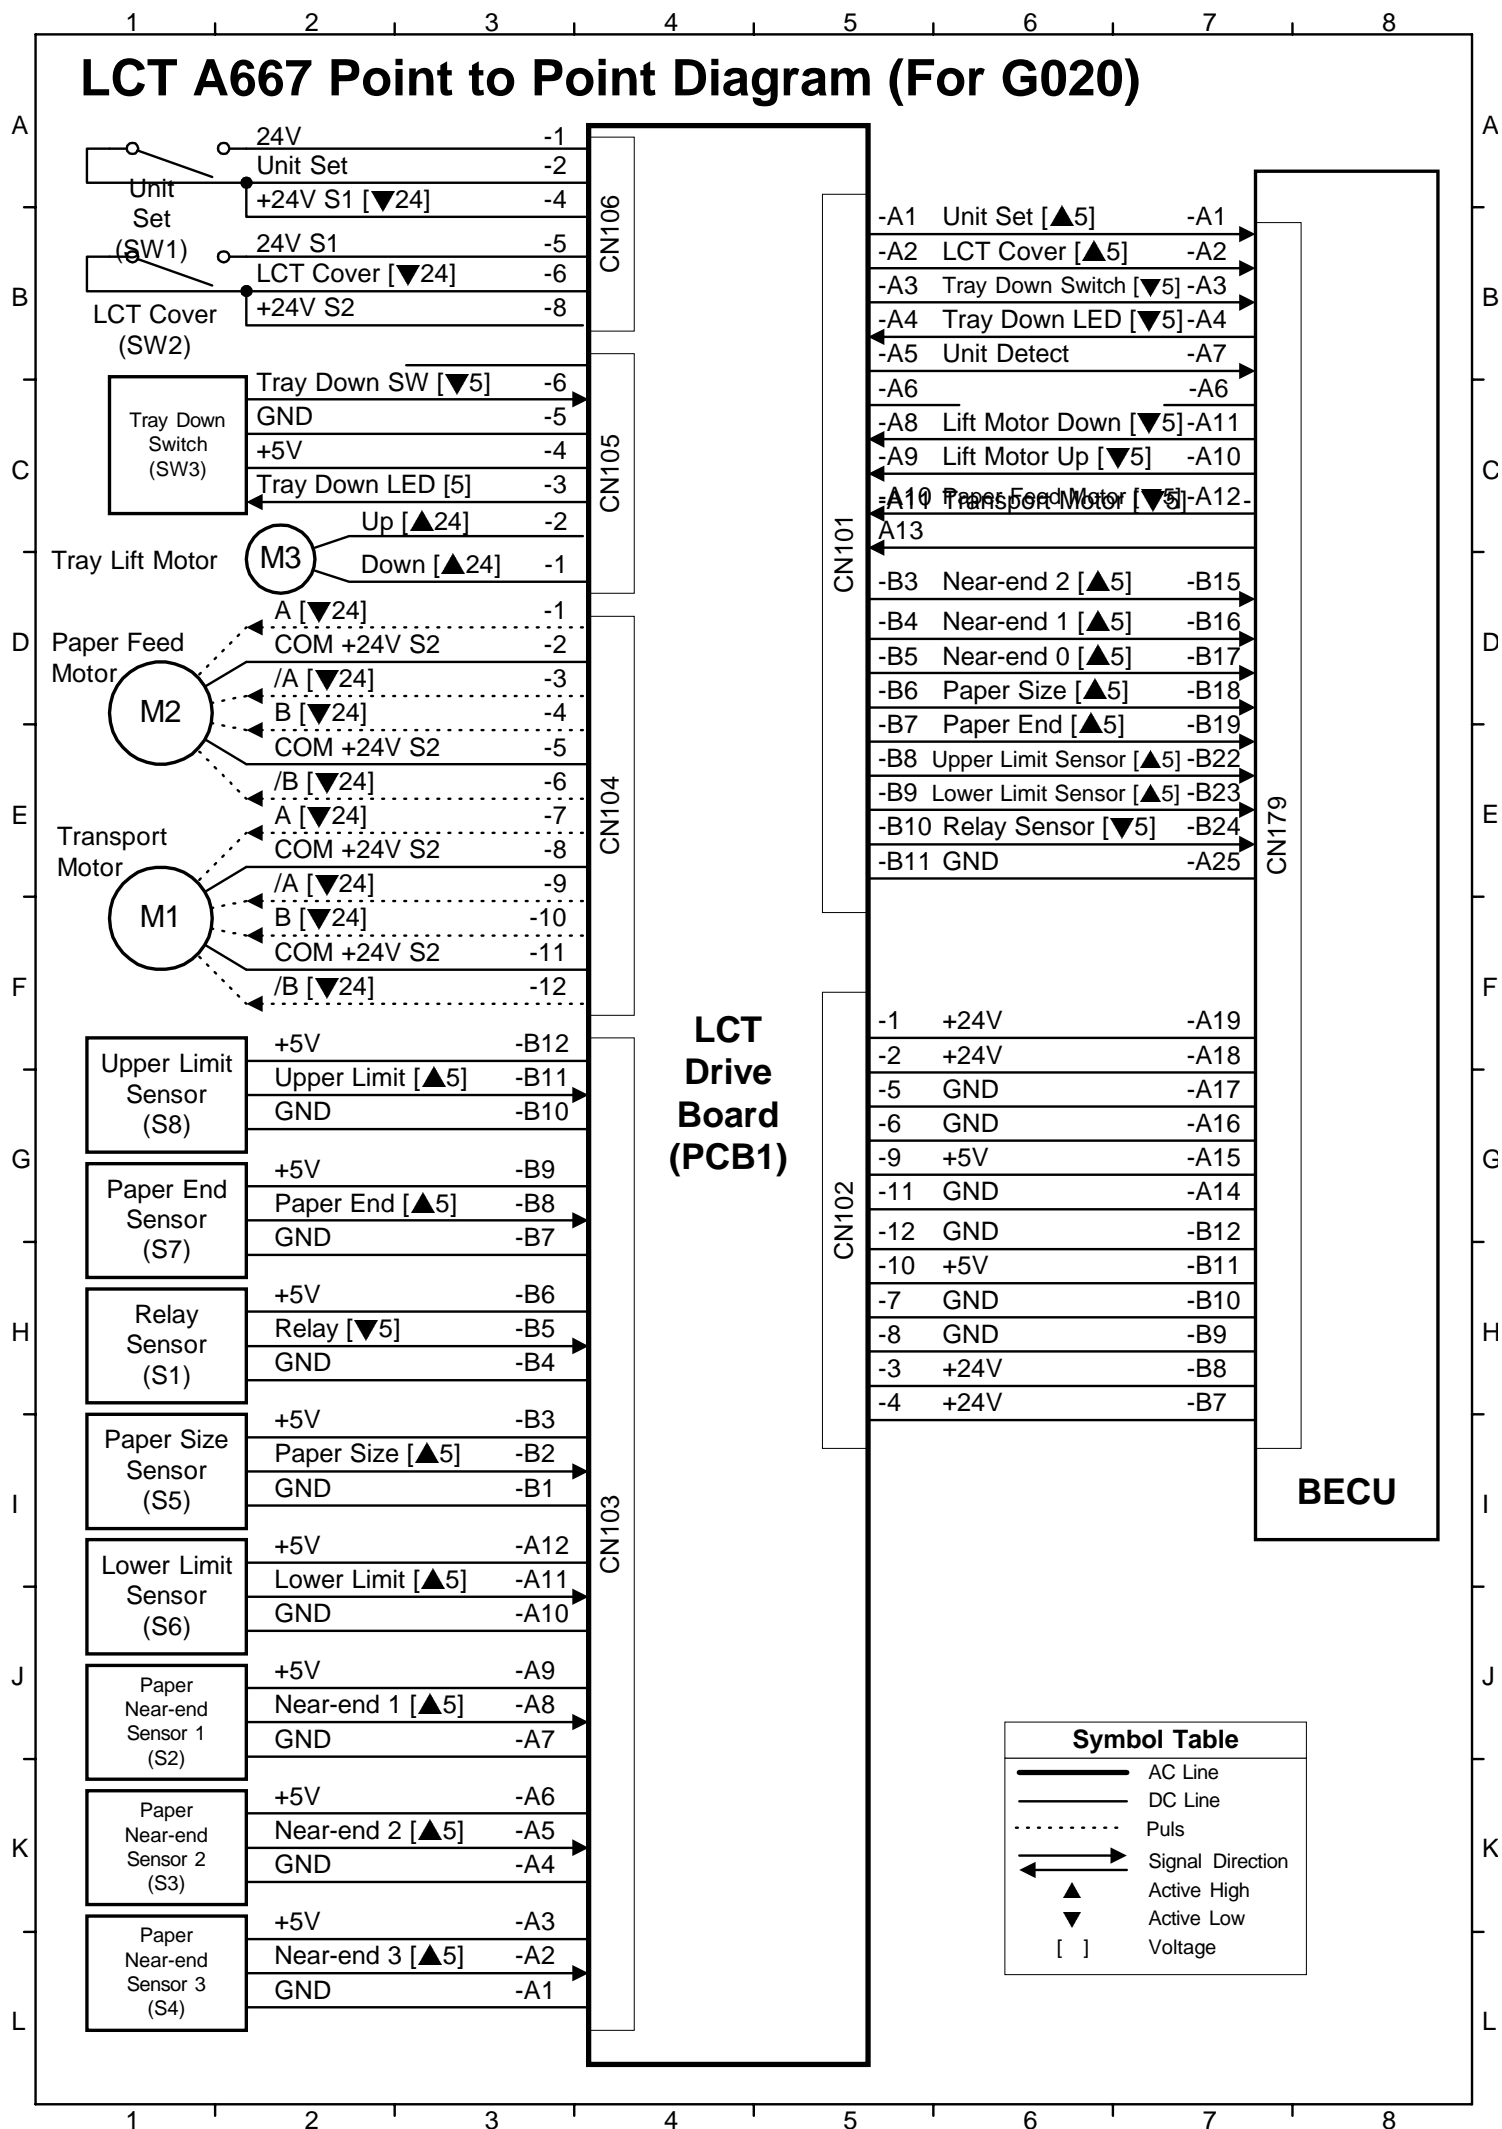 1 2 3 4 5 6 7 8
LCT A667 Point to Point Diagram (For G020)
A
B
C
D
E
F
G
H
I
J
K
L
24V -1
Unit Set -2
+24V S1 [▼24] -4
Unit
Set
(SW1)
24V S1 -5
LCT Cover [▼24] -6
+24V S2 -8
LCT Cover
(SW2)
CN106
Tray Down
Switch
(SW3)
Tray Down SW [▼5] -6
GND -5
+5V -4
Tray Down LED [5] -3
Up [▲24] -2
Down [▲24] -1
Tray Lift Motor
M3
CN105
Paper Feed
Motor
M2
A [▼24] -1
COM +24V S2 -2
/A [▼24] -3
B [▼24] -4
COM +24V S2 -5
/B [▼24] -6
Transport
Motor
M1
A [▼24] -7
COM +24V S2 -8
/A [▼24] -9
B [▼24] -10
COM +24V S2 -11
/B [▼24] -12
CN104
Upper Limit
Sensor
(S8)
+5V -B12
Upper Limit [▲5] -B11
GND -B10
Paper End
Sensor
(S7)
+5V -B9
Paper End [▲5] -B8
GND -B7
Relay
Sensor
(S1)
+5V -B6
Relay [▼5] -B5
GND -B4
Paper Size
Sensor
(S5)
+5V -B3
Paper Size [▲5] -B2
GND -B1
Lower Limit
Sensor
(S6)
+5V -A12
Lower Limit [▲5] -A11
GND -A10
Paper
Near-end
Sensor 1
(S2)
+5V -A9
Near-end 1 [▲5] -A8
GND -A7
Paper
Near-end
Sensor 2
(S3)
+5V -A6
Near-end 2 [▲5] -A5
GND -A4
Paper
Near-end
Sensor 3
(S4)
+5V -A3
Near-end 3 [▲5] -A2
GND -A1
CN103
LCT
Drive
Board
(PCB1)
CN101
-A1 Unit Set [▲5] -A1
-A2 LCT Cover [▲5] -A2
-A3 Tray Down Switch [▼5] -A3
-A4 Tray Down LED [▼5] -A4
-A5 Unit Detect -A7
-A6 -A6
-A8 Lift Motor Down [▼5] -A11
-A9 Lift Motor Up [▼5] -A10
-A10 Paper Feed Motor [▼5] -A12
-A11 Transport Motor [▼5] -
A13
-B3 Near-end 2 [▲5] -B15
-B4 Near-end 1 [▲5] -B16
-B5 Near-end 0 [▲5] -B17
-B6 Paper Size [▲5] -B18
-B7 Paper End [▲5] -B19
-B8 Upper Limit Sensor [▲5] -B22
-B9 Lower Limit Sensor [▲5] -B23
-B10 Relay Sensor [▼5] -B24
-B11 GND -A25
CN179
CN102
-1 +24V -A19
-2 +24V -A18
-5 GND -A17
-6 GND -A16
-9 +5V -A15
-11 GND -A14
-12 GND -B12
-10 +5V -B11
-7 GND -B10
-8 GND -B9
-3 +24V -B8
-4 +24V -B7
BECU
Symbol Table
AC Line
DC Line
Puls
Signal Direction
▲ Active High
▼ Active Low
[ ] Voltage
A
B
C
D
E
F
G
H
I
J
K
L
1 2 3 4 5 6 7 8